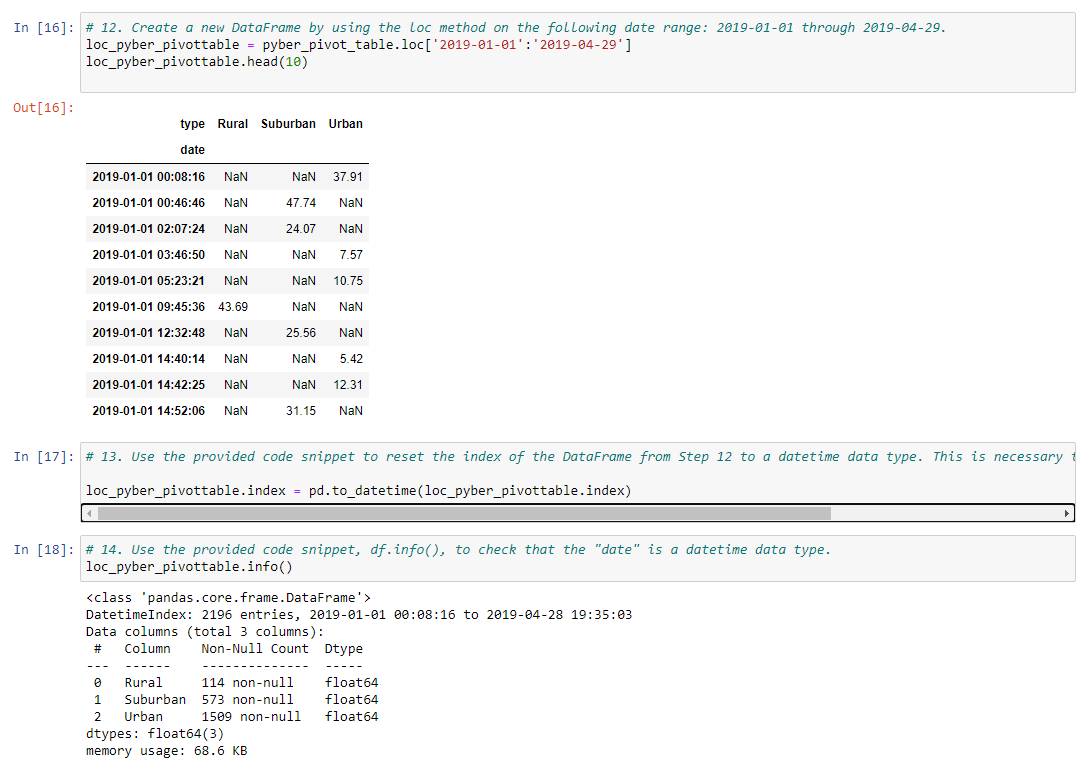 In [16]: # 12. Create a new DataFrame by using the loc method on the following date range: 2019-01-01 through 2019-04-29.
loc_pyber_pivottable = pyber_pivot_table.loc['2019-01-01':'2019-04-29']
loc_pyber_pivottable.head(10)
Out[16]:
type Rural Suburban Urban
date
2019-01-01 00:08:16 NaN NaN 37.91
2019-01-01 00:46:46 NaN 47.74 NaN
2019-01-01 02:07:24 NaN 24.07 NaN
2019-01-01 03:46:50 NaN NaN 7.57
2019-01-01 05:23:21 NaN NaN 10.75
2019-01-01 09:45:36 43.69 NaN NaN
2019-01-01 12:32:48 NaN 25.56 NaN
2019-01-01 14:40:14 NaN NaN 5.42
2019-01-01 14:42:25 NaN NaN 12.31
2019-01-01 14:52:06 NaN 31.15 NaN
In [17]: # 13. Use the provided code snippet to reset the index of the DataFrame from Step 12 to a datetime data type. This is necessary
loc_pyber_pivottable.index = pd.to_datetime(loc_pyber_pivottable.index)
In [18]: # 14. Use the provided code snippet, df.info(), to check that the "date" is a datetime data type.
loc_pyber_pivottable.info()
<class 'pandas.core.frame.DataFrame'>
DatetimeIndex: 2196 entries, 2019-01-01 00:08:16 to 2019-04-28 19:35:03
Data columns (total 3 columns):
# Column Non-Null Count Dtype
--- ------ -------------- -----
0 Rural 114 non-null float64
1 Suburban 573 non-null float64
2 Urban 1509 non-null float64
dtypes: float64(3)
memory usage: 68.6 KB